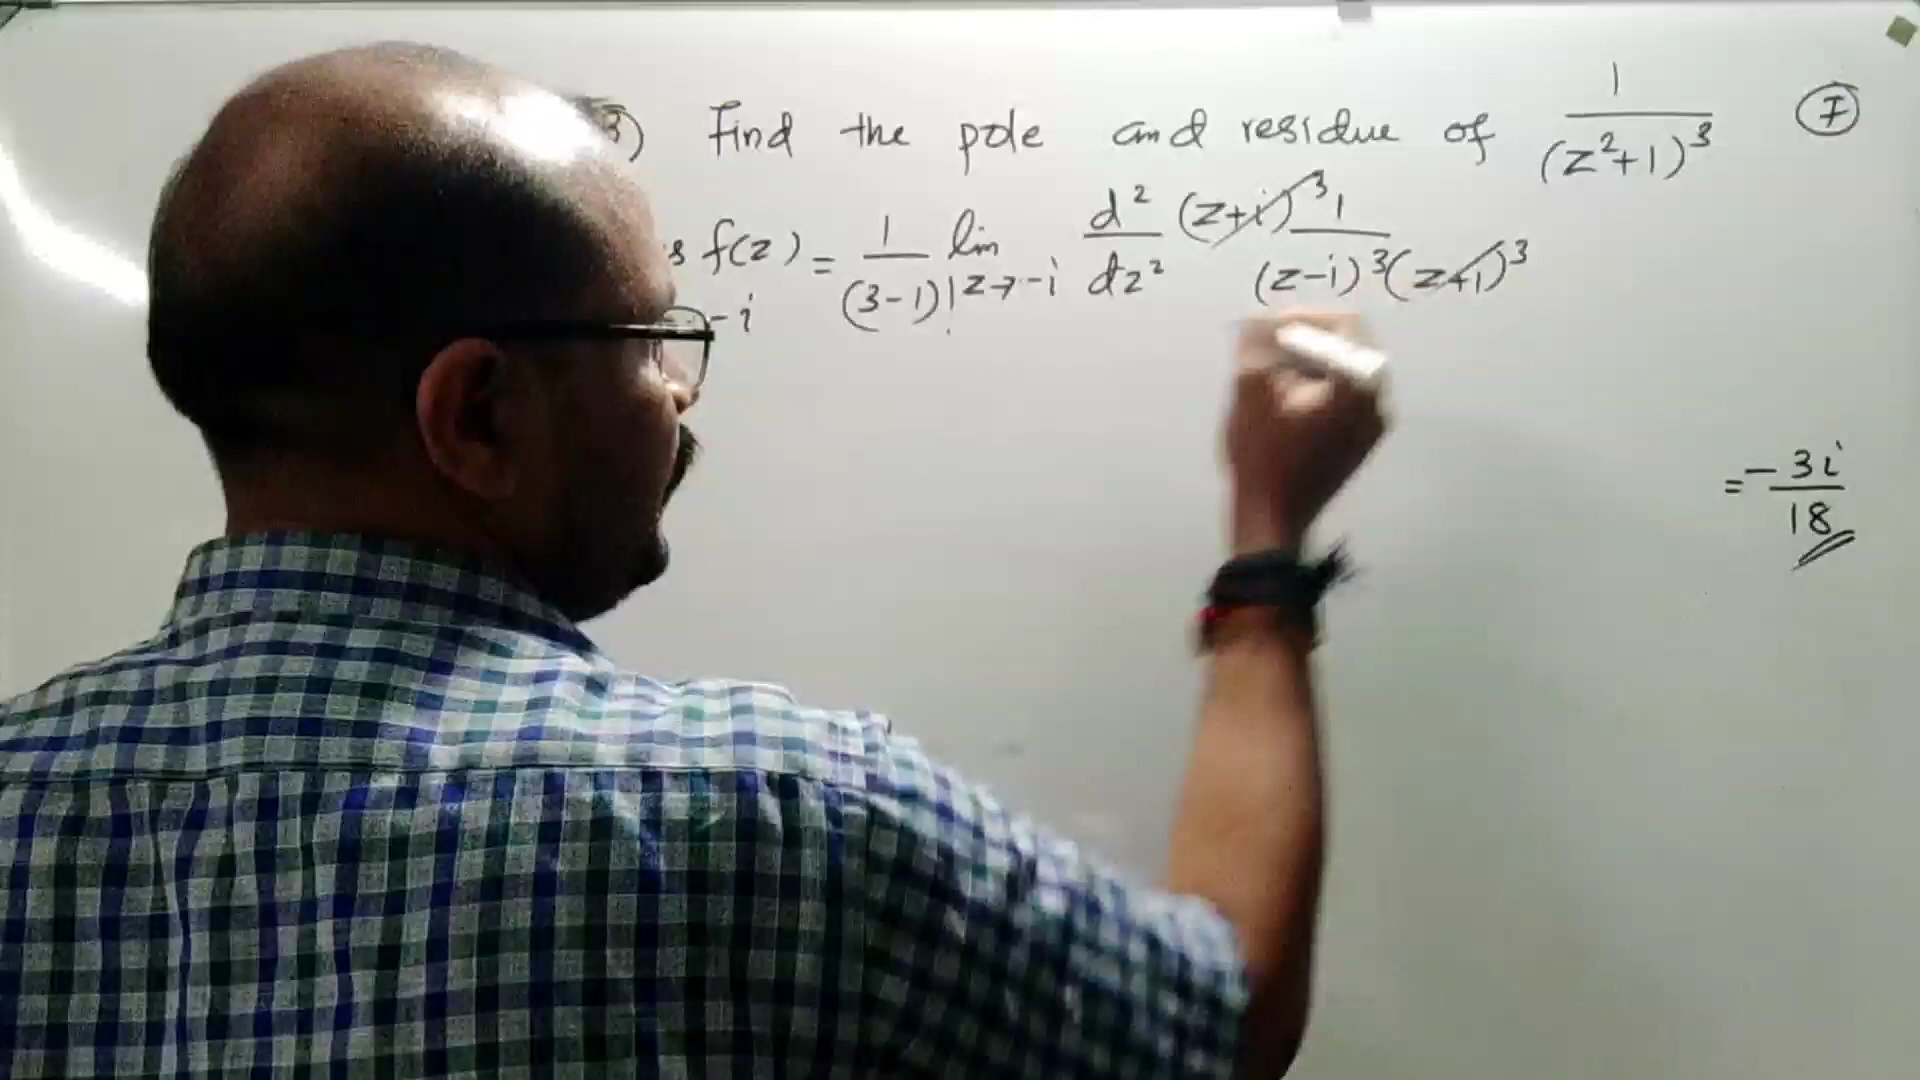 3) Find the pole and residue of 1/(z²+1)³ 7
s f(z) = 1/(3-1)! lim z→-i d²/dz² (z+i)³ 1/(z-i)³(z+i)³
-i
= -3i/18